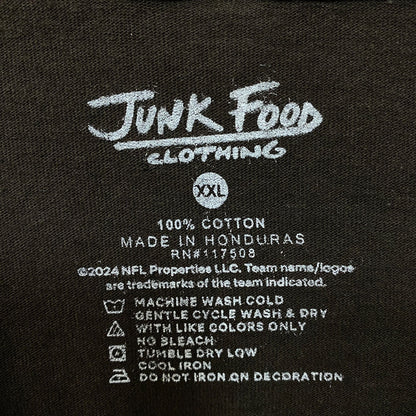 JUNK FOOD
CLOTHING
XXL
100% COTTON
MADE IN HONDURAS
RN#117508
©2024 NFL Properties LLC. Team name/logos
are trademarks of the team indicated.
MACHINE WASH COLD
GENTLE CYCLE WASH & DRY
WITH LIKE COLORS ONLY
NO BLEACH
TUMBLE DRY LOW
COOL IRON
DO NOT IRON ON DECORATION